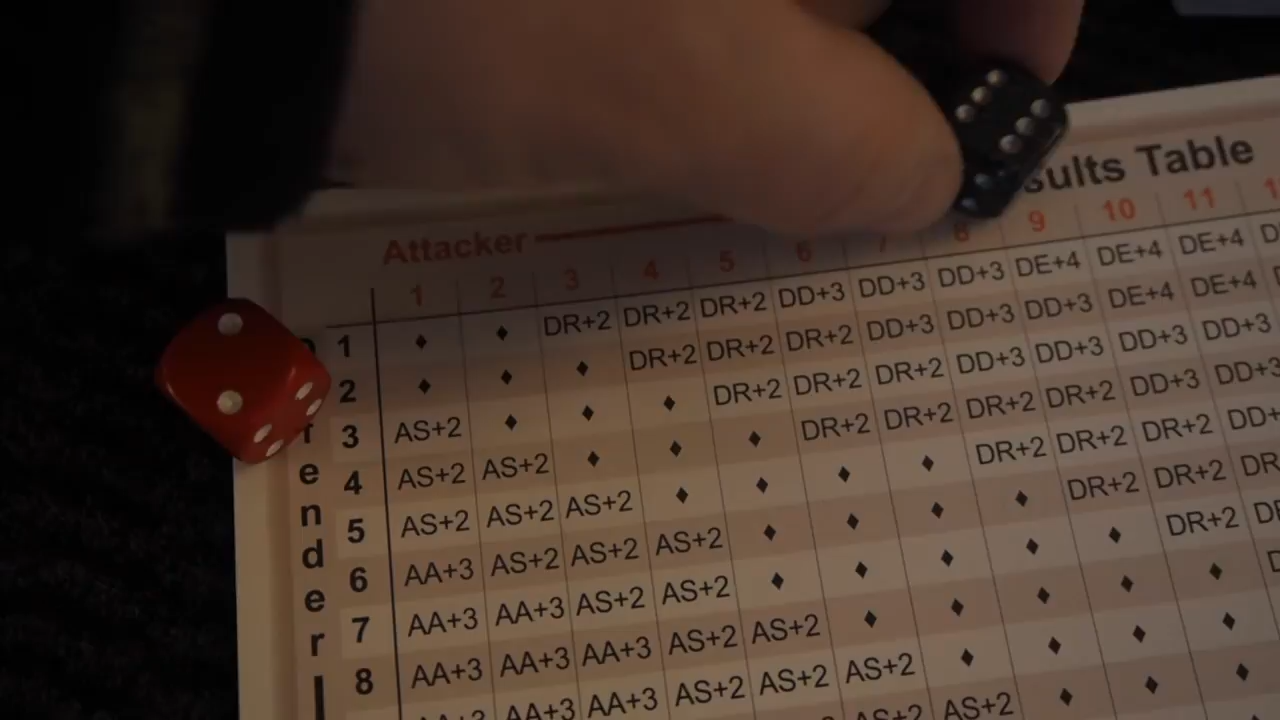 sults Table
Attacker
1 2 3 4 5 6 7 8 9 10 11
1 ♦ ♦ DR+2 DR+2 DR+2 DD+3 DD+3 DD+3 DE+4 DE+4 DE+4 D
2 ♦ ♦ ♦ DR+2 DR+2 DR+2 DD+3 DD+3 DD+3 DE+4 DE+4
3 AS+2 ♦ ♦ ♦ DR+2 DR+2 DR+2 DD+3 DD+3 DD+3 DD+3
4 AS+2 AS+2 ♦ ♦ ♦ DR+2 DR+2 DR+2 DR+2 DD+3 DD+3
5 AS+2 AS+2 AS+2 ♦ ♦ ♦ ♦ DR+2 DR+2 DR+2 DD+
6 AA+3 AS+2 AS+2 AS+2 ♦ ♦ ♦ ♦ DR+2 DR+2 DR
7 AA+3 AA+3 AS+2 AS+2 ♦ ♦ ♦ ♦ ♦ DR+2
8 AA+3 AA+3 AA+3 AS+2 AS+2 ♦ ♦ ♦ ♦ ♦
AA+3 AA+3 AS+2 AS+2 AS+2 ♦ ♦ ♦ ♦
AS+2 AS+2 ♦ ♦ ♦
fender